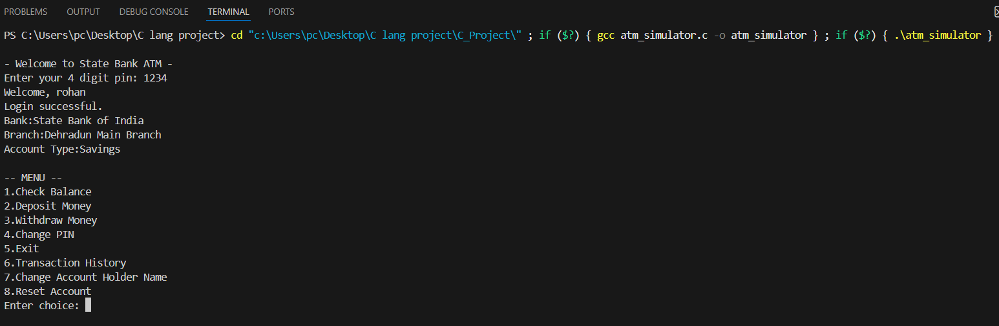 PROBLEMS OUTPUT DEBUG CONSOLE TERMINAL PORTS
PS C:\Users\pc\Desktop\C lang project> cd "c:\Users\pc\Desktop\C lang project\C_Project\" ; if ($?) { gcc atm_simulator.c -o atm_simulator } ; if ($?) { .\atm_simulator }
- Welcome to State Bank ATM -
Enter your 4 digit pin: 1234
Welcome, rohan
Login successful.
Bank:State Bank of India
Branch:Dehradun Main Branch
Account Type:Savings
-- MENU --
1.Check Balance
2.Deposit Money
3.Withdraw Money
4.Change PIN
5.Exit
6.Transaction History
7.Change Account Holder Name
8.Reset Account
Enter choice: